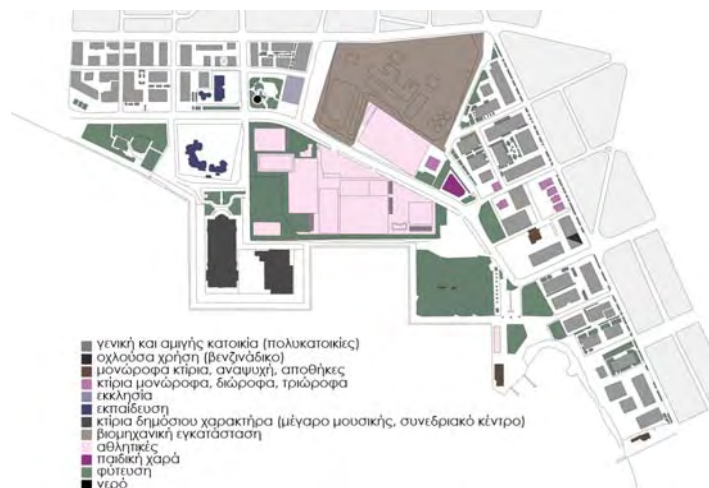 γενική και αμιγής κατοικία (πολυκατοικίες)
οχλούσα χρήση (βενζινάδικο)
μονώροφα κτίρια, αναψυχή, αποθήκες
κτίρια μονώροφα, διώροφα, τριώροφα
εκκλησία
εκπαίδευση
κτίρια δημόσιου χαρακτήρα (μέγαρο μουσικής, συνεδριακό κέντρο)
βιομηχανική εγκατάσταση
αθλητικές
παιδική χαρά
φύτευση
νερό